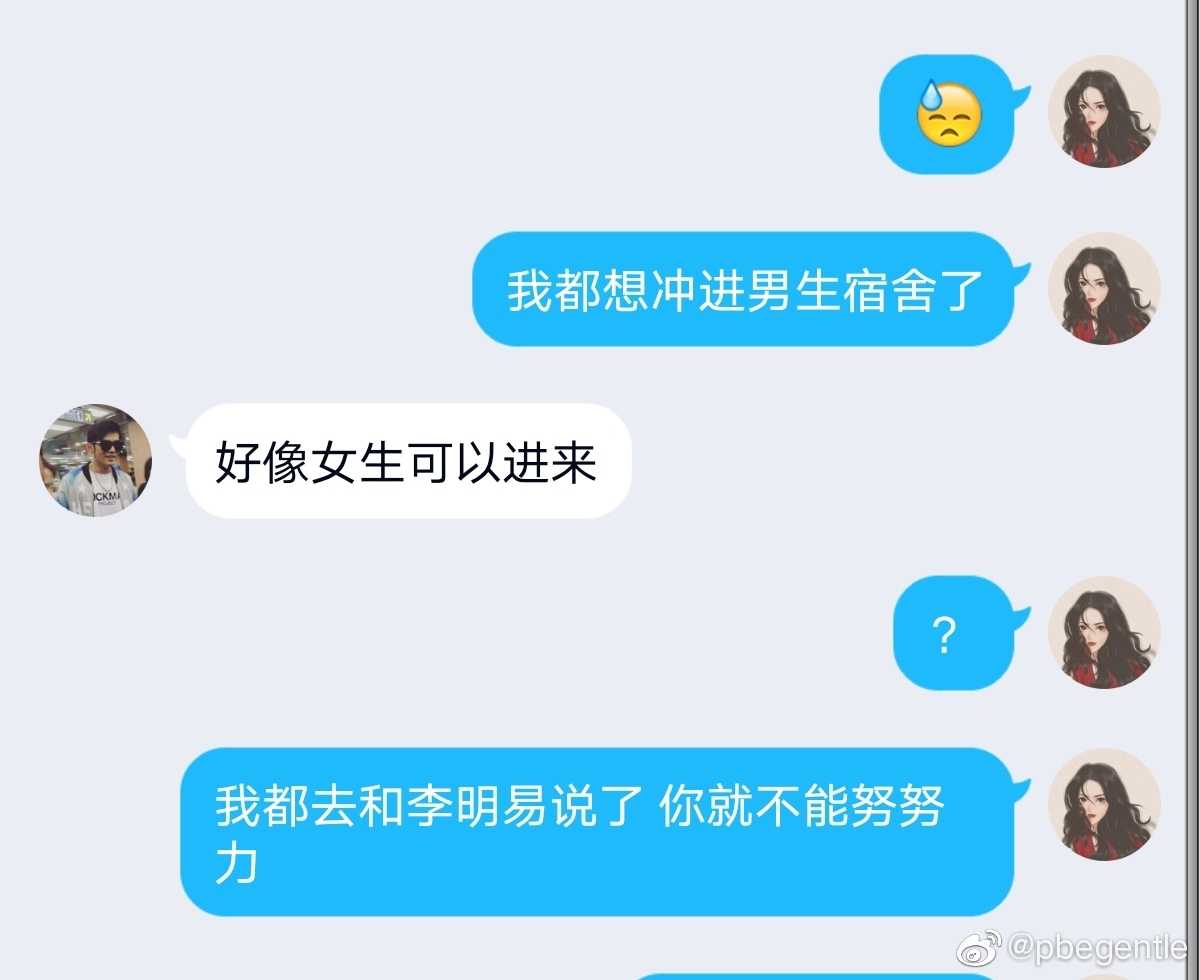 😓
我都想冲进男生宿舍了
好像女生可以进来
?
我都去和李明易说了 你就不能努努
力
@pbegentle